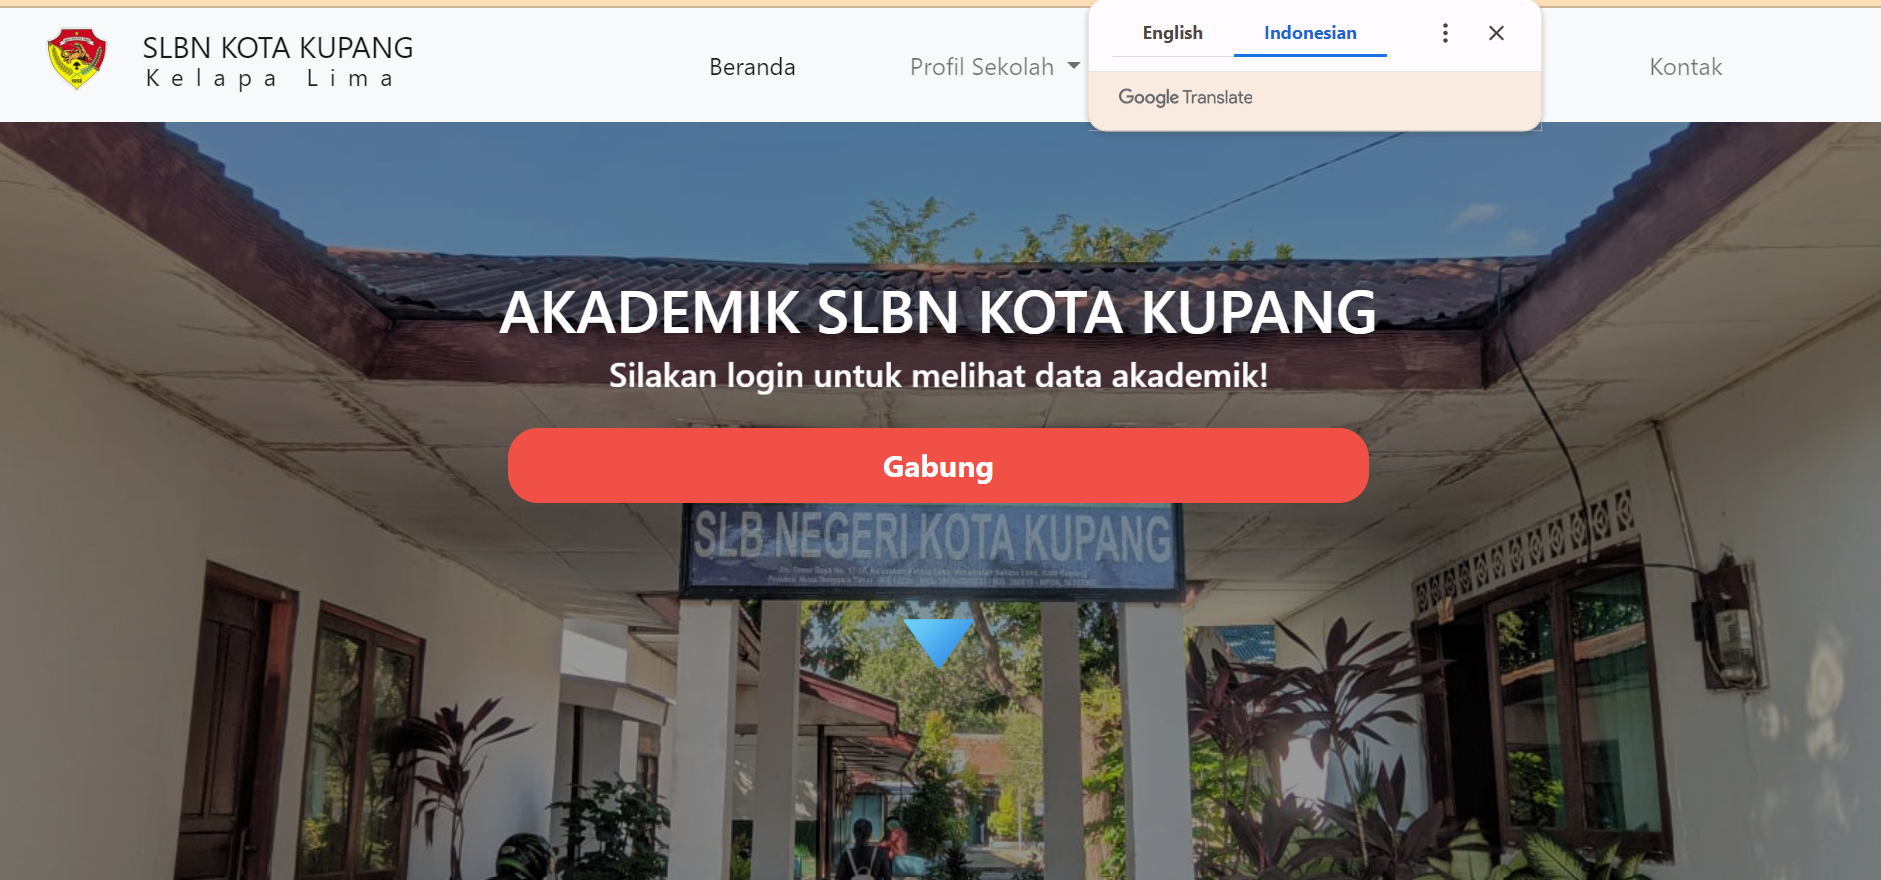 SLBN KOTA KUPANG
Kelapa Lima
Beranda
Profil Sekolah
English
Indonesian
Google Translate
Kontak
AKADEMIK SLBN KOTA KUPANG
Silakan login untuk melihat data akademik!
Gabung
SLB NEGERI KOTA KUPANG